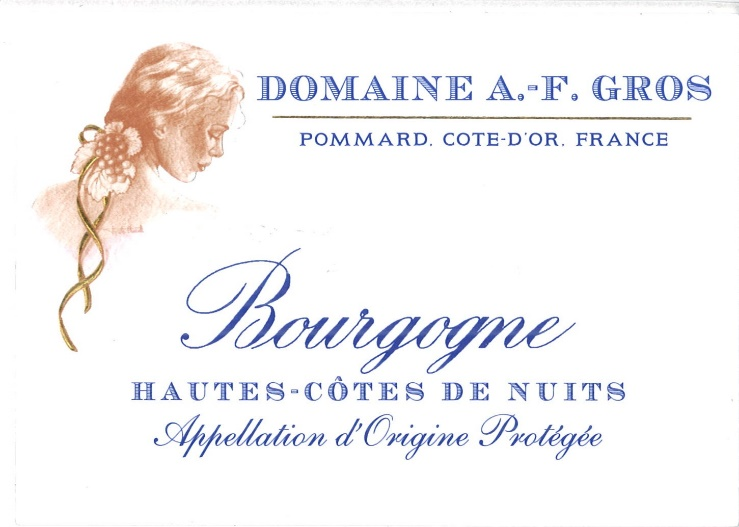 DOMAINE A.-F. GROS
POMMARD. COTE-D'OR. FRANCE
Bourgogne
HAUTES-CÔTES DE NUITS
Appellation d'Origine Protégée